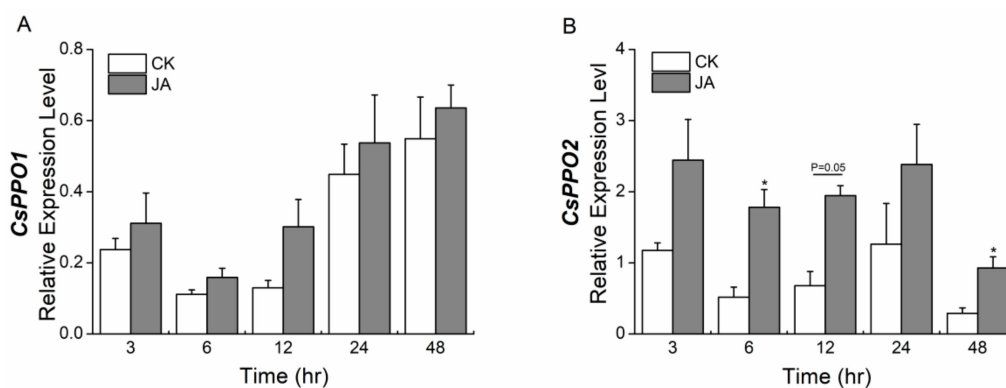 A
CsPPO1
Relative Expression Level
0.8
0.6
0.4
0.2
0.0
CK
JA
3 6 12 24 48
Time (hr)
B
CsPPO2
Relative Expression Levl
4
3
2
1
0
CK
JA
*
P=0.05
*
3 6 12 24 48
Time (hr)